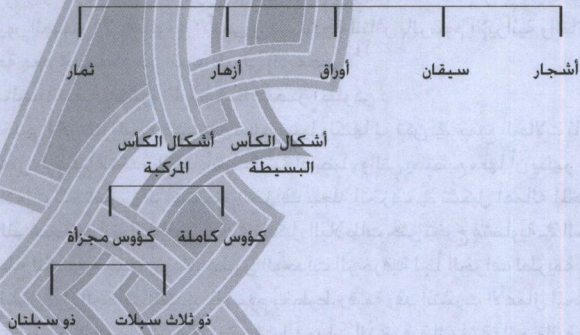 أشجار سيقان أوراق أزهار ثمار
أشكال الكأس البسيطة
أشكال الكأس المركبة
كؤوس كاملة كؤوس مجزأة
ذو ثلاث سبلات ذو سبلتان